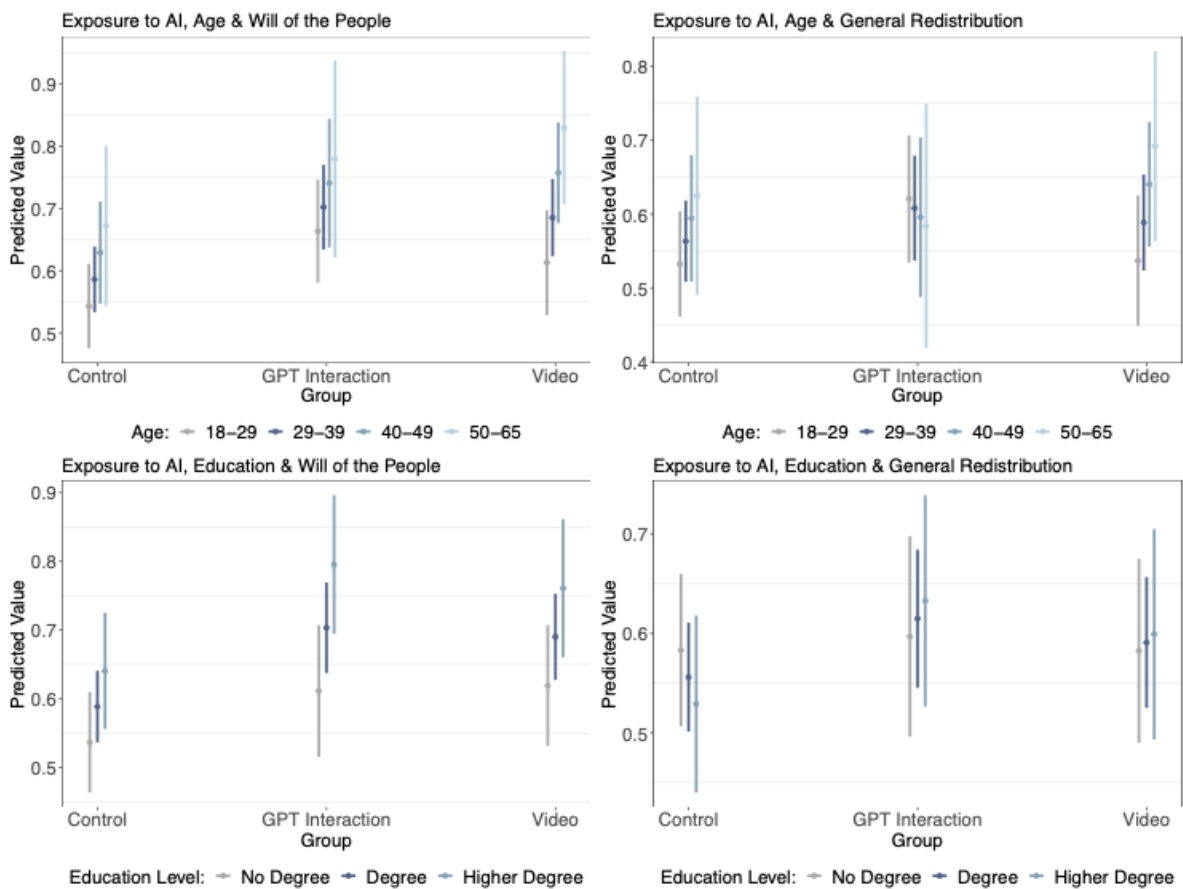 Exposure to AI, Age & Will of the People
0.9
0.8
0.7
0.6
0.5
Predicted Value
Control
GPT Interaction
Video
Group
Age: 18–29 29–39 40–49 50–65
Exposure to AI, Age & General Redistribution
0.8
0.7
0.6
0.5
0.4
Predicted Value
Control
GPT Interaction
Video
Group
Age: 18–29 29–39 40–49 50–65
Exposure to AI, Education & Will of the People
0.9
0.8
0.7
0.6
0.5
Predicted Value
Control
GPT Interaction
Video
Group
Education Level: No Degree Degree Higher Degree
Exposure to AI, Education & General Redistribution
0.7
0.6
0.5
Predicted Value
Control
GPT Interaction
Video
Group
Education Level: No Degree Degree Higher Degree